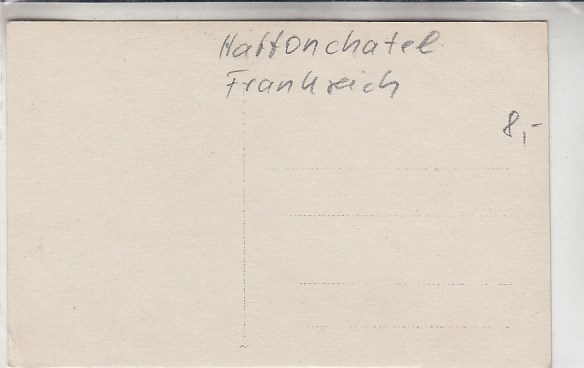 Hattonchatel
Frankreich
8,-